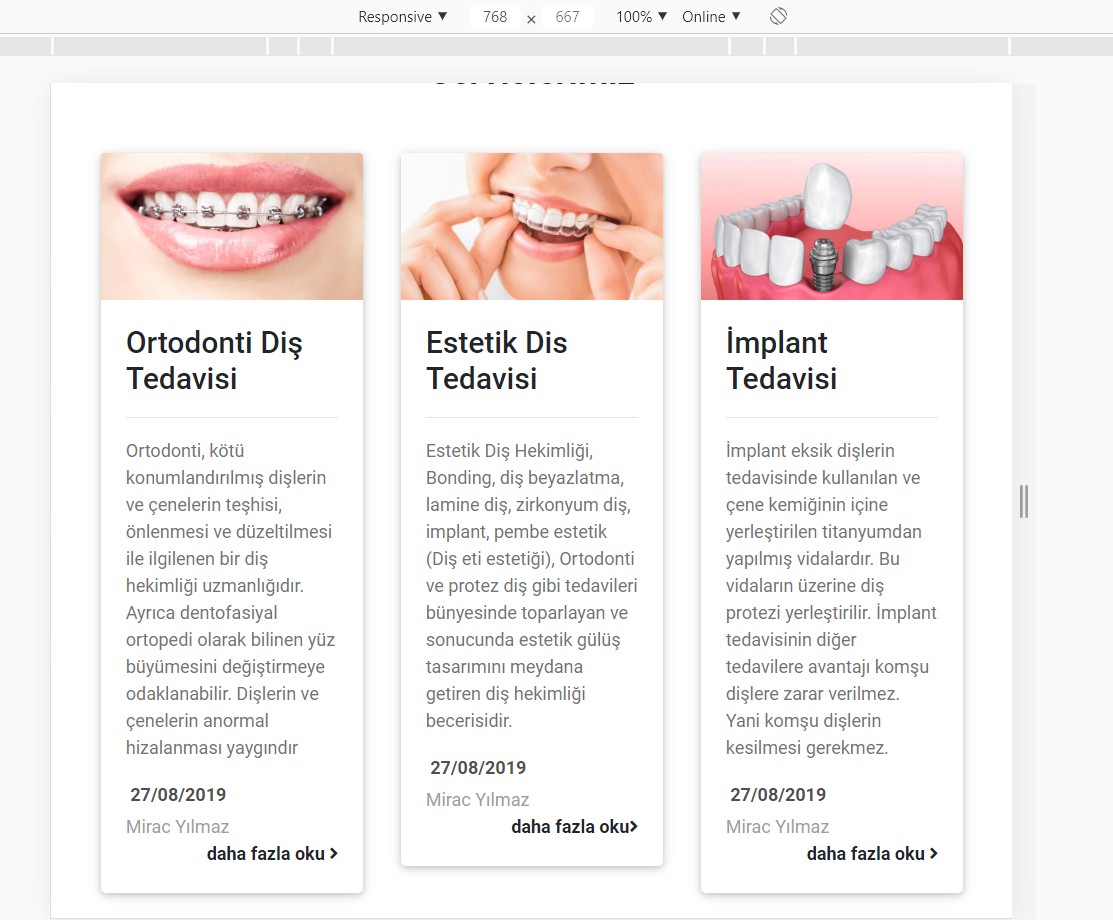 Responsive ▼ 768 × 667 100% ▼ Online ▼
Ortodonti Diş
Tedavisi
Ortodonti, kötü
konumlandırılmış dişlerin
ve çenelerin teşhisi,
önlenmesi ve düzeltilmesi
ile ilgilenen bir diş
hekimliği uzmanlığıdır.
Ayrıca dentofasiyal
ortopedi olarak bilinen yüz
büyümesini değiştirmeye
odaklanabilir. Dişlerin ve
çenelerin anormal
hizalanması yaygındır
27/08/2019
Mirac Yılmaz
daha fazla oku
Estetik Dis
Tedavisi
Estetik Diş Hekimliği,
Bonding, diş beyazlatma,
lamine diş, zirkonyum diş,
implant, pembe estetik
(Diş eti estetiği), Ortodonti
ve protez diş gibi tedavileri
bünyesinde toparlayan ve
sonucunda estetik gülüş
tasarımını meydana
getiren diş hekimliği
becerisidir.
27/08/2019
Mirac Yılmaz
daha fazla oku
İmplant
Tedavisi
İmplant eksik dişlerin
tedavisinde kullanılan ve
çene kemiğinin içine
yerleştirilen titanyumdan
yapılmış vidalardır. Bu
vidaların üzerine diş
protezi yerleştirilir. İmplant
tedavisinin diğer
tedavilere avantajı komşu
dişlere zarar verilmez.
Yani komşu dişlerin
kesilmesi gerekmez.
27/08/2019
Mirac Yılmaz
daha fazla oku